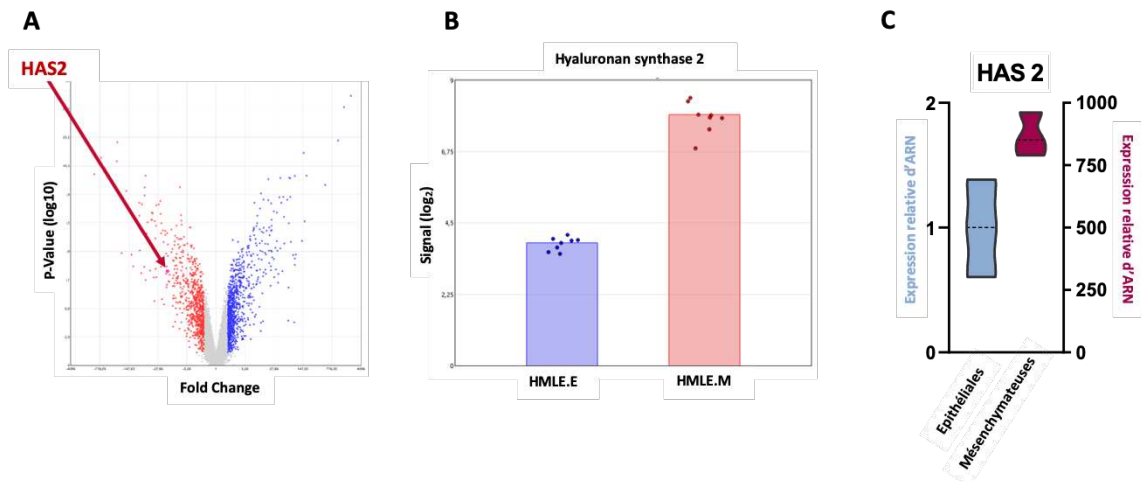 A
B
C
HAS2
P-Value (log10)
Fold Change
Hyaluronan synthase 2
Signal (log₂)
9
6,75
4,5
2,25
0
HMLE.E
HMLE.M
HAS 2
Expression relative d’ARN
2
1
0
1000
750
500
250
0
Expression relative d’ARN
Epithéliales
Mésenchymateuses